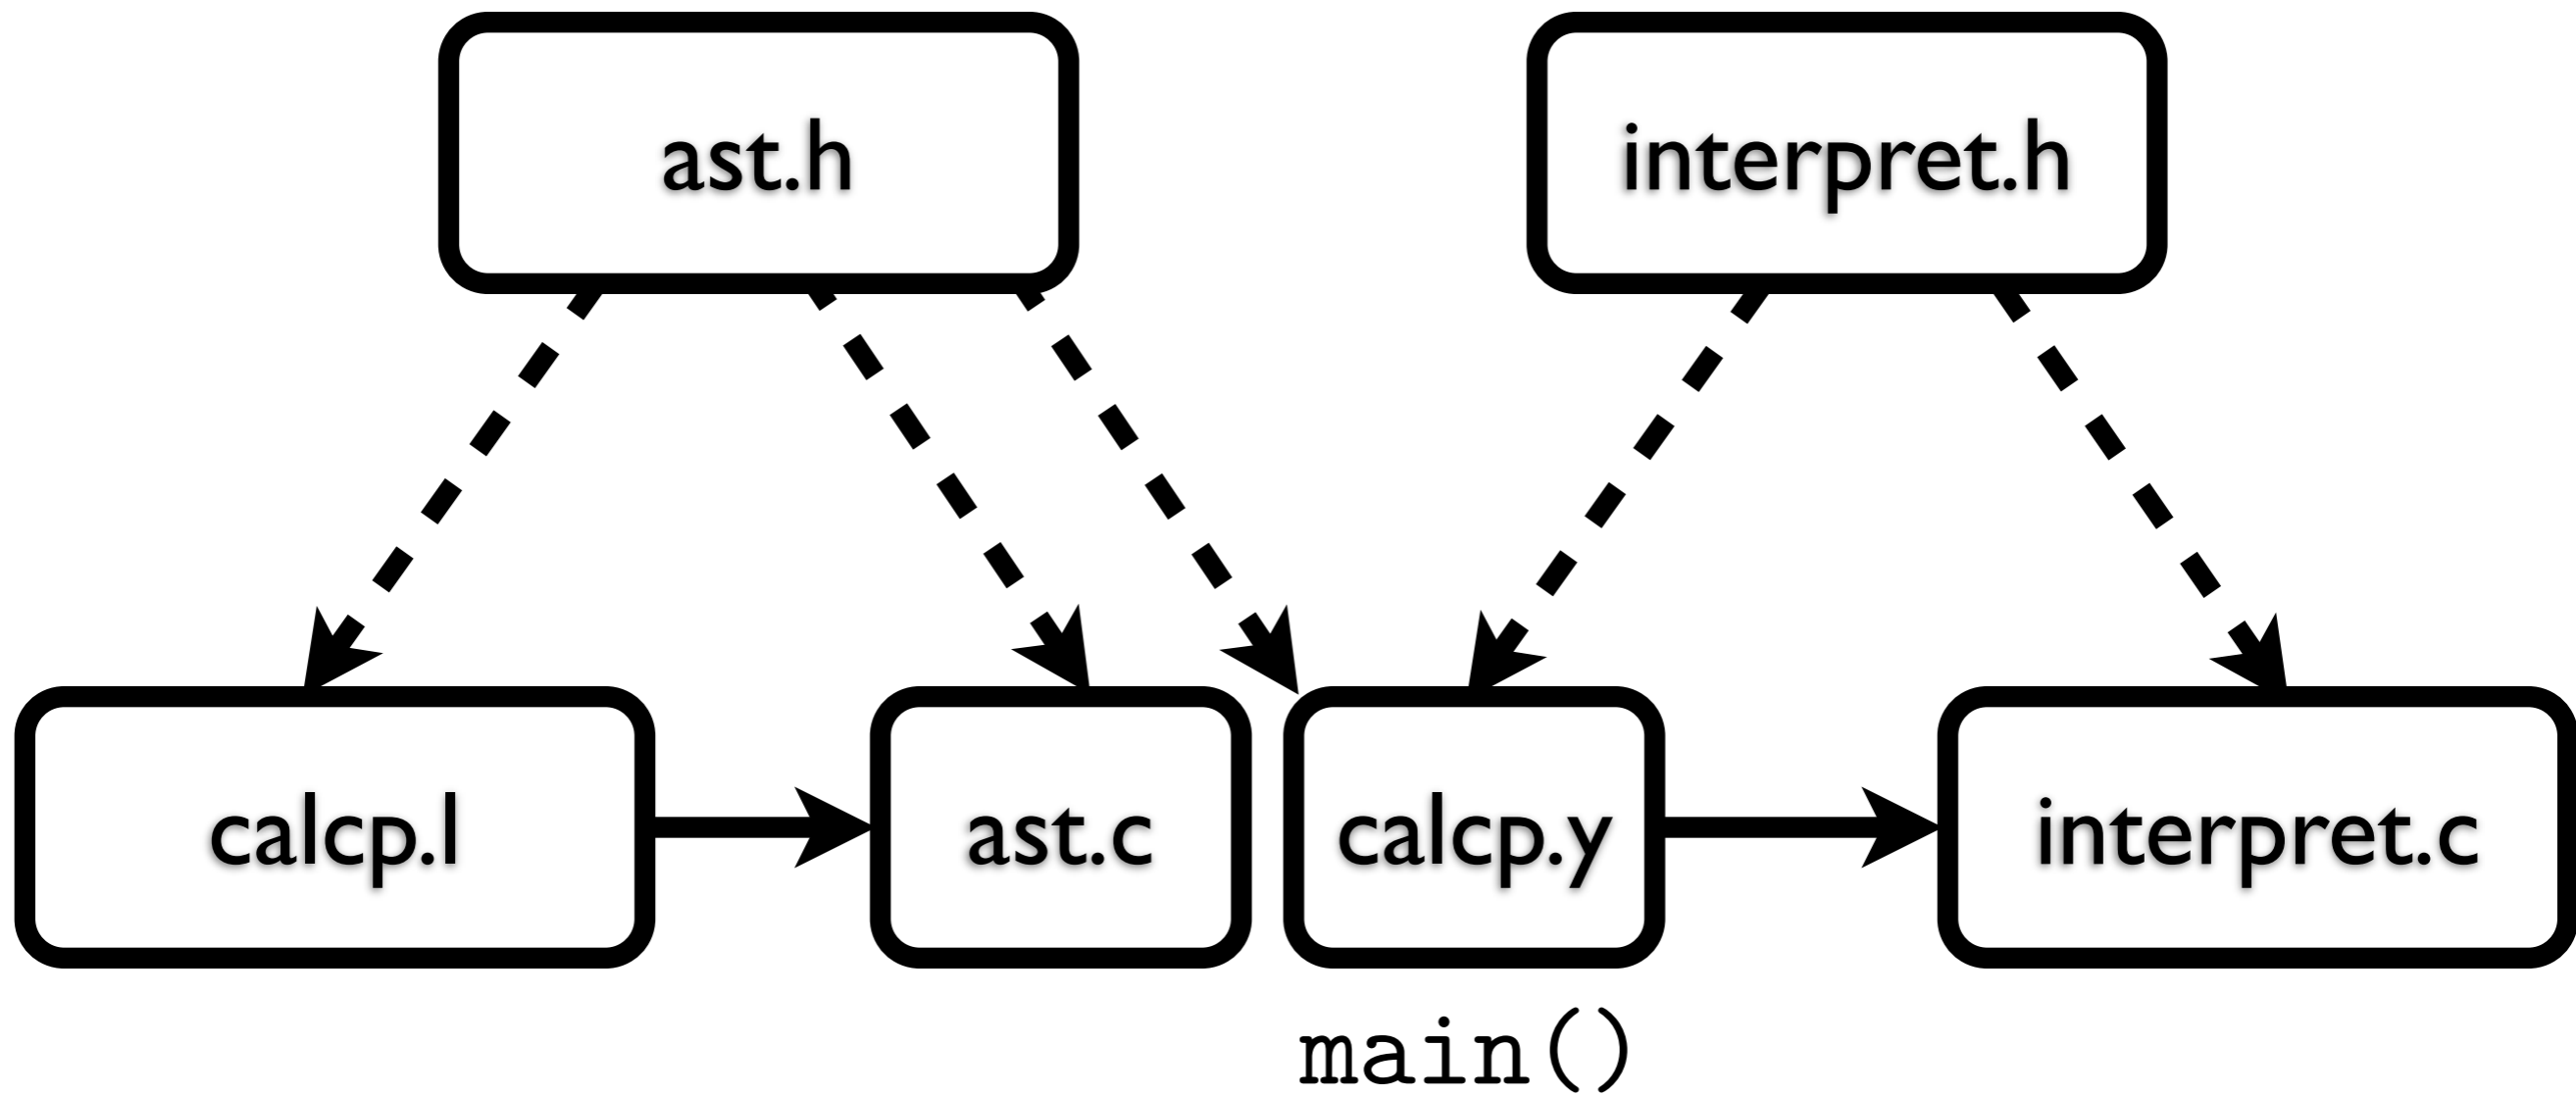 ast.h
interpret.h
calcp.l
ast.c
calcp.y
interpret.c
main()